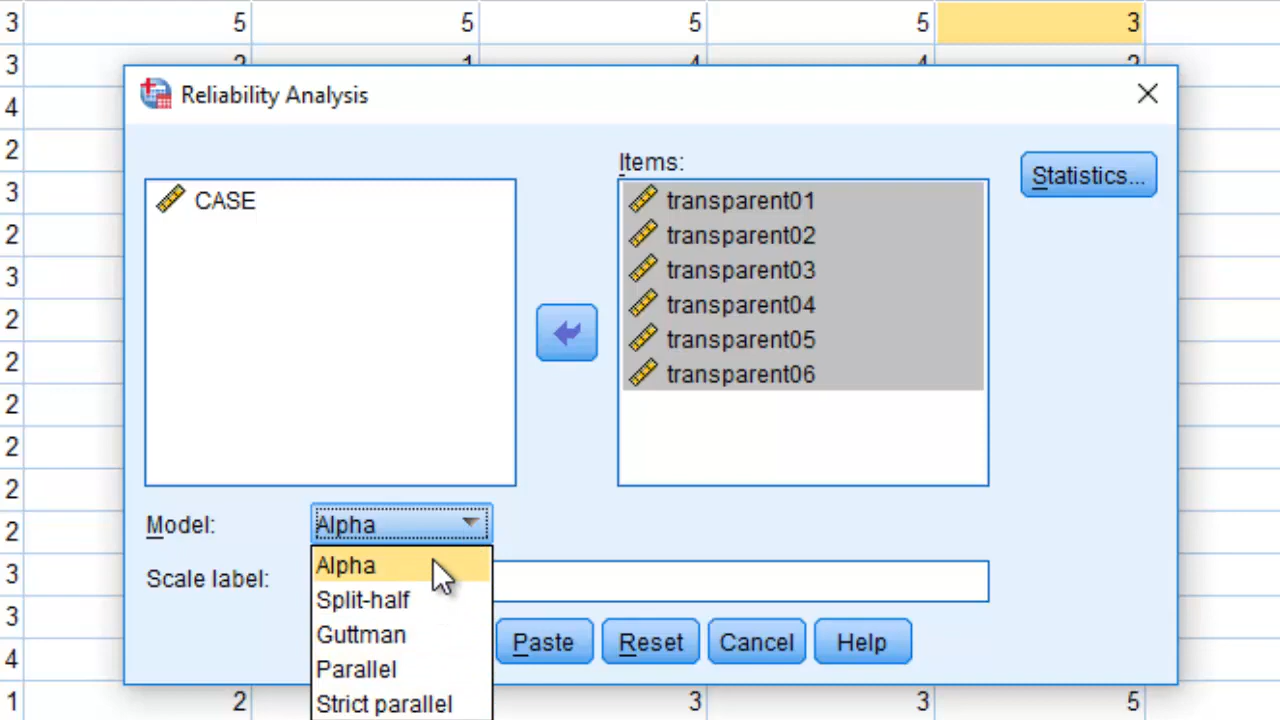 3 5 5 5 5 3
3
4
2
3
2
3
2
2
2
2
2
2
3
3
4
1 2 3 3 5
Reliability Analysis
Items:
Statistics...
CASE
transparent01
transparent02
transparent03
transparent04
transparent05
transparent06
Model:
Alpha
Alpha
Split-half
Guttman
Parallel
Strict parallel
Scale label:
Paste
Reset
Cancel
Help